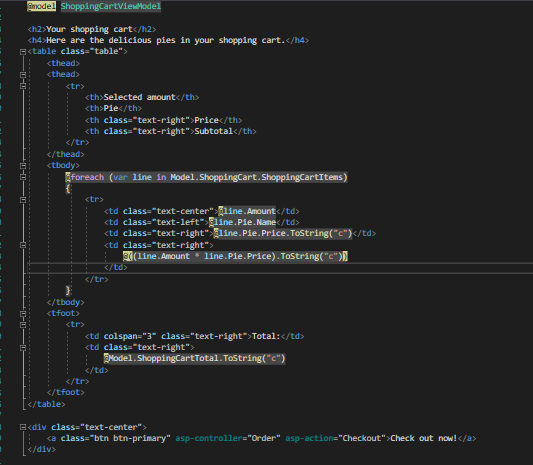 @model ShoppingCartViewModel
<h2>Your shopping cart</h2>
<h4>Here are the delicious pies in your shopping cart.</h4>
<table class="table">
<thead>
<thead>
<tr>
<th>Selected amount</th>
<th>Pie</th>
<th class="text-right">Price</th>
<th class="text-right">Subtotal</th>
</tr>
</thead>
<tbody>
@foreach (var line in Model.ShoppingCart.ShoppingCartItems)
{
<tr>
<td class="text-center">@line.Amount</td>
<td class="text-left">@line.Pie.Name</td>
<td class="text-right">@line.Pie.Price.ToString("c")</td>
<td class="text-right">
@((line.Amount * line.Pie.Price).ToString("c"))
</td>
</tr>
}
</tbody>
<tfoot>
<tr>
<td colspan="3" class="text-right">Total:</td>
<td class="text-right">
@Model.ShoppingCartTotal.ToString("c")
</td>
</tr>
</tfoot>
</table>
<div class="text-center">
<a class="btn btn-primary" asp-controller="Order" asp-action="Checkout">Check out now!</a>
</div>